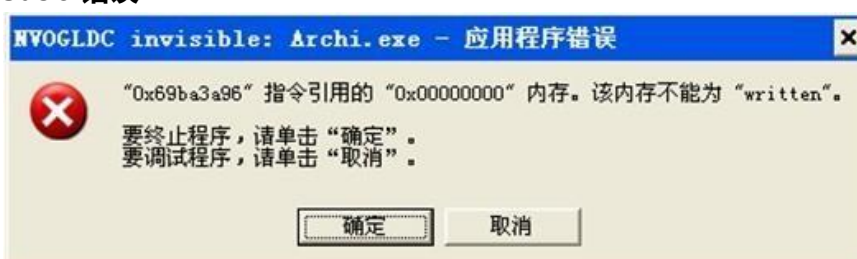 NVOGLDC invisible: Archi.exe - 应用程序错误
"0x69ba3a96" 指令引用的 "0x00000000" 内存。该内存不能为 "written"。
要终止程序，请单击“确定”。
要调试程序，请单击“取消”。
确定
取消